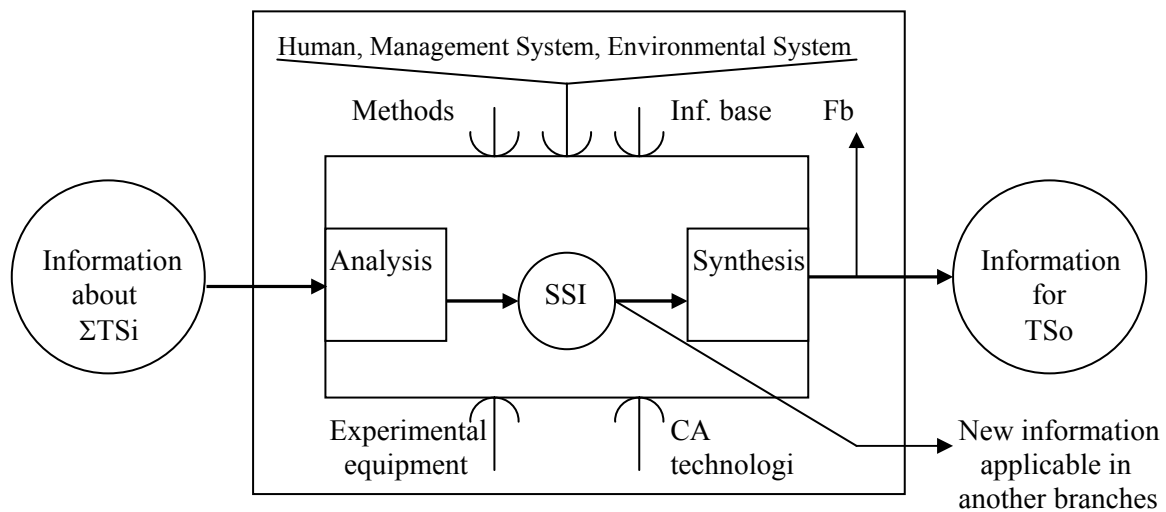 Human, Management System, Environmental System
Methods
Inf. base
Fb
Information
about
ΣTSi
Analysis
SSI
Synthesis
Information
for
TSo
Experimental
equipment
CA
technologi
New information
applicable in
another branches